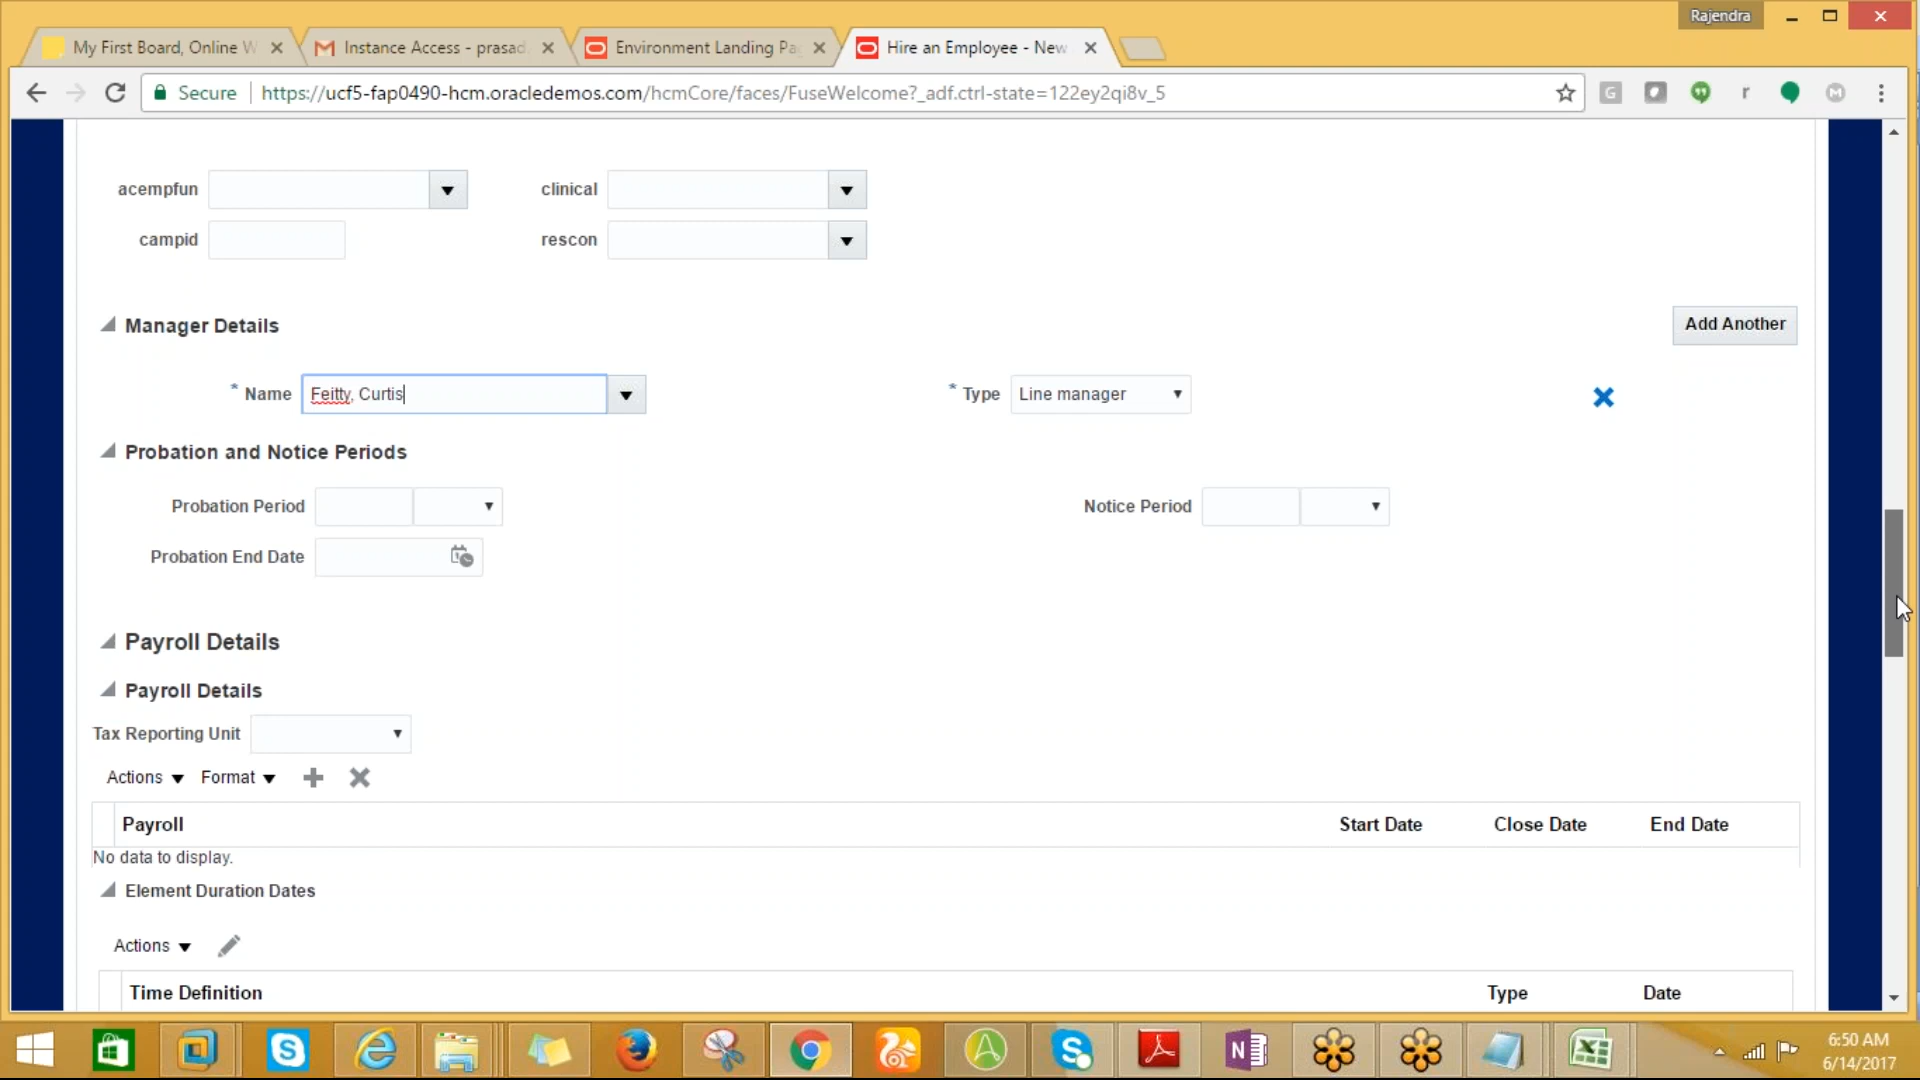 Rajendra
My First Board, Online W
Instance Access - prasad
Environment Landing Pa
Hire an Employee - New
Secure https://ucf5-fap0490-hcm.oracledemos.com/hcmCore/faces/FuseWelcome?_adf.ctrl-state=122ey2qi8v_5
acempfun
clinical
campid
rescon
Manager Details
Add Another
* Name Feitty, Curtis
* Type Line manager
Probation and Notice Periods
Probation Period
Notice Period
Probation End Date
Payroll Details
Payroll Details
Tax Reporting Unit
Actions Format
Payroll Start Date Close Date End Date
No data to display.
Element Duration Dates
Actions
Time Definition Type Date
6:50 AM
6/14/2017